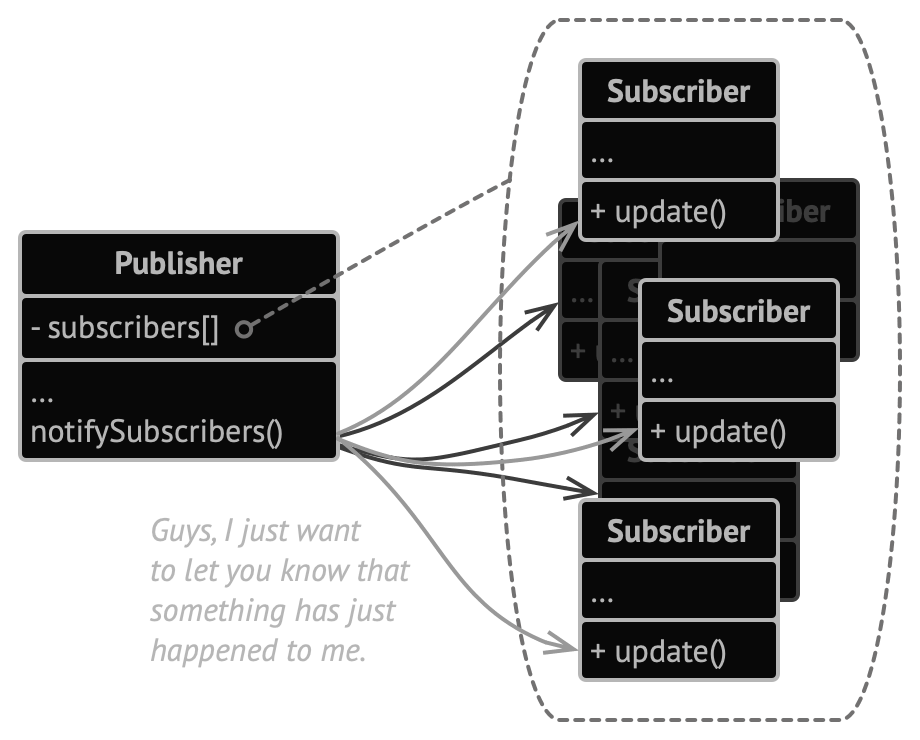 Publisher
- subscribers[]
...
notifySubscribers()
Guys, I just want
to let you know that
something has just
happened to me.
Subscriber
...
+ update()
...
...
Subscriber
...
+ update()
Subscriber
...
+ update()